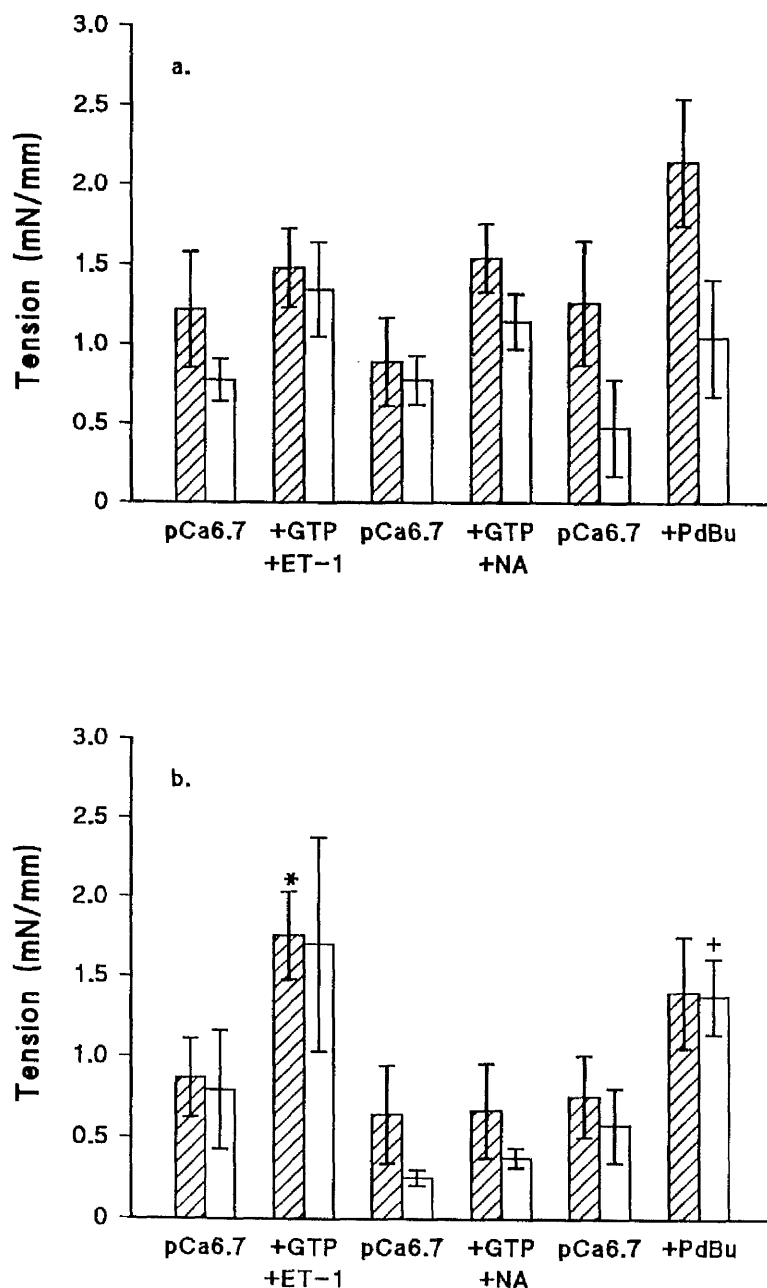 3.0
a.
2.5
2.0
1.5
1.0
0.5
0
Tension (mN/mm)
pCa6.7 +GTP pCa6.7 +GTP pCa6.7 +PdBu
+ET-1 +NA
3.0
b.
2.5
*
2.0
+
1.5
1.0
0.5
0
Tension (mN/mm)
pCa6.7 +GTP pCa6.7 +GTP pCa6.7 +PdBu
+ET-1 +NA